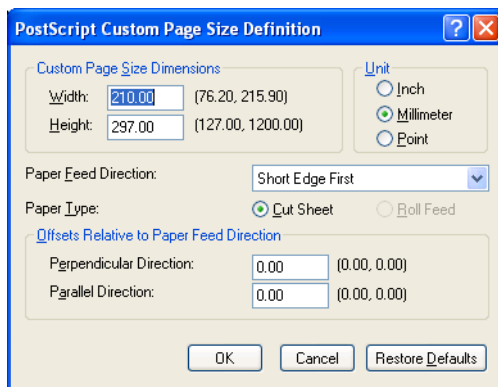 PostScript Custom Page Size Definition
Custom Page Size Dimensions
Width: 210.00 (76.20, 215.90)
Height: 297.00 (127.00, 1200.00)
Unit
Inch
Millimeter
Point
Paper Feed Direction: Short Edge First
Paper Type: Cut Sheet Roll Feed
Offsets Relative to Paper Feed Direction
Perpendicular Direction: 0.00 (0.00, 0.00)
Parallel Direction: 0.00 (0.00, 0.00)
OK Cancel Restore Defaults